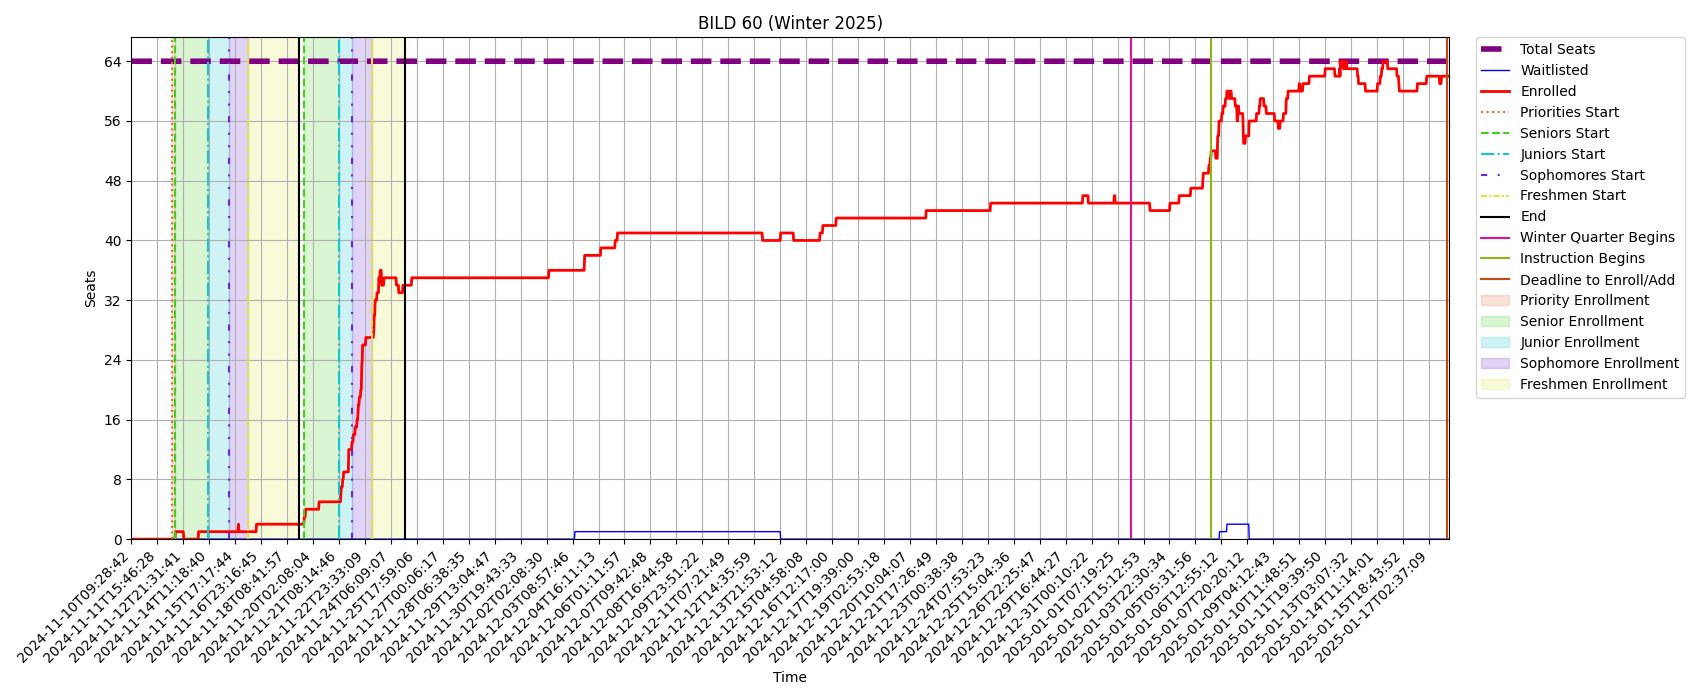 BILD 60 (Winter 2025)
Seats
64
56
48
40
32
24
16
8
0
2024-11-10T09:28:42
2024-11-11T15:46:28
2024-11-12T21:31:41
2024-11-14T11:18:40
2024-11-15T17:17:44
2024-11-16T23:16:45
2024-11-18T08:41:57
2024-11-20T02:08:04
2024-11-21T08:14:46
2024-11-22T23:33:09
2024-11-24T06:09:07
2024-11-25T17:59:06
2024-11-27T00:06:17
2024-11-28T06:38:35
2024-11-29T13:04:47
2024-11-30T19:43:33
2024-12-02T02:08:30
2024-12-03T08:57:46
2024-12-04T16:11:13
2024-12-06T01:11:57
2024-12-07T09:42:48
2024-12-08T16:44:58
2024-12-09T23:51:22
2024-12-11T07:21:49
2024-12-12T14:35:59
2024-12-13T21:53:12
2024-12-15T04:58:08
2024-12-16T12:17:00
2024-12-17T19:39:00
2024-12-19T02:53:18
2024-12-20T10:04:07
2024-12-21T17:26:49
2024-12-23T00:38:38
2024-12-24T07:53:23
2024-12-25T15:04:36
2024-12-26T22:25:47
2024-12-29T16:44:27
2024-12-31T00:10:22
2025-01-01T07:19:25
2025-01-02T15:12:53
2025-01-03T22:30:34
2025-01-05T05:31:56
2025-01-06T12:55:12
2025-01-07T20:20:12
2025-01-09T04:12:43
2025-01-10T11:48:51
2025-01-11T19:39:50
2025-01-13T03:07:32
2025-01-14T11:14:01
2025-01-15T18:43:52
2025-01-17T02:37:09
Time
Total Seats
Waitlisted
Enrolled
Priorities Start
Seniors Start
Juniors Start
Sophomores Start
Freshmen Start
End
Winter Quarter Begins
Instruction Begins
Deadline to Enroll/Add
Priority Enrollment
Senior Enrollment
Junior Enrollment
Sophomore Enrollment
Freshmen Enrollment